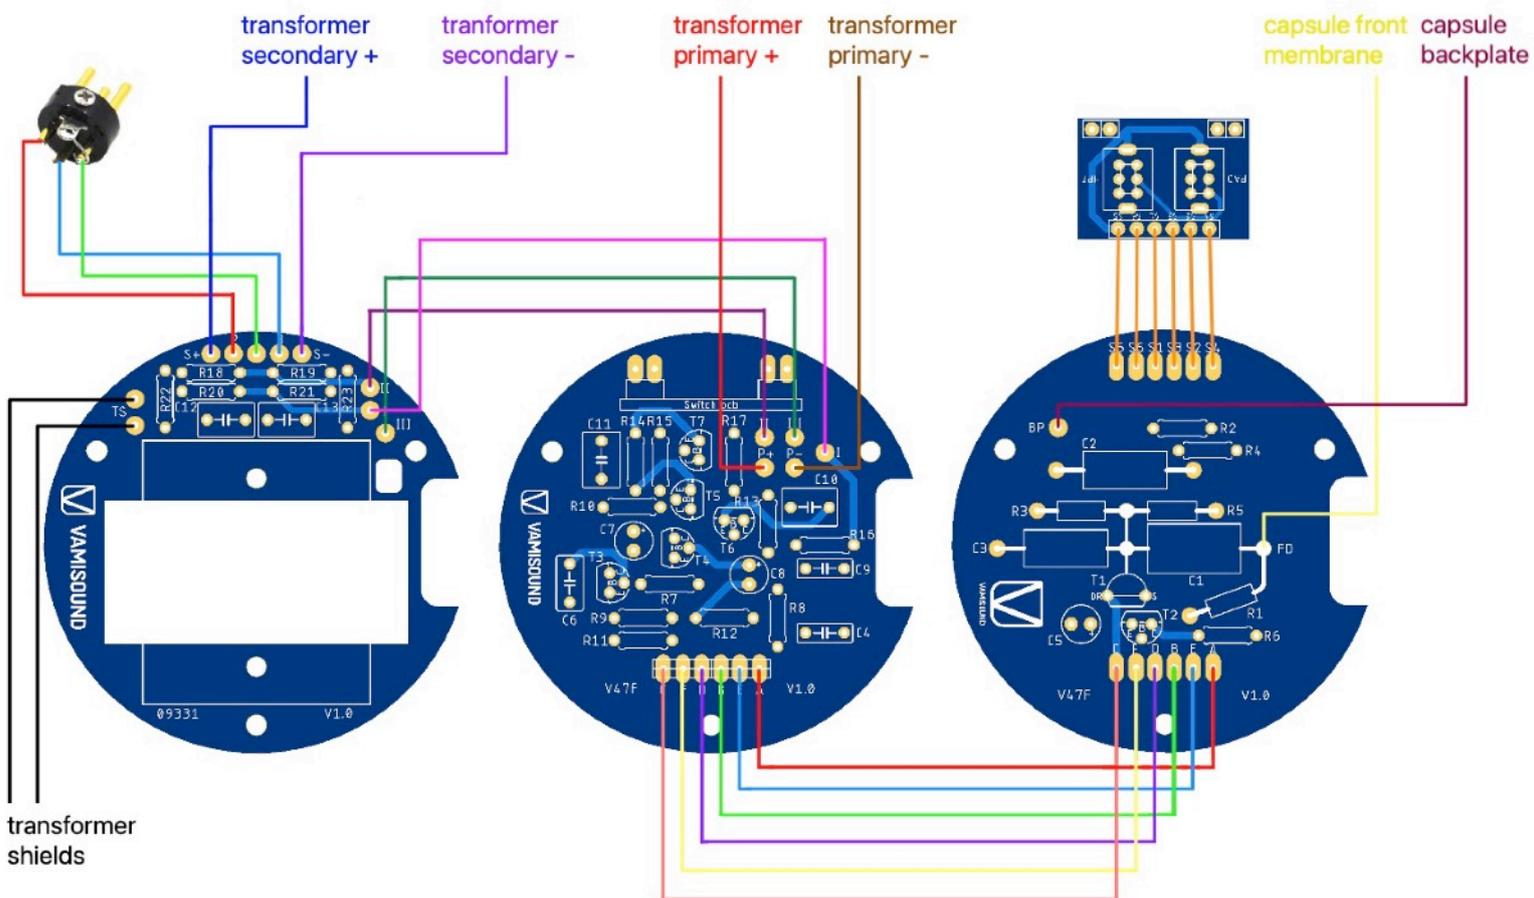 transformer
secondary +
tranformer
secondary -
transformer
primary +
transformer
primary -
capsule front
membrane
capsule
backplate
S+
S-
R18
R19
R20
R21
R22
R23
C12
C13
TS
II
III
VAMISOUND
09331
V1.0
Switch pcb
C11
R14
R15
T7
R17
P+
P-
I
C10
R10
T5
R13
C7
T6
R16
T3
T4
C8
C9
C6
R7
R8
R9
R12
C4
R11
V47F
V1.0
VAMISOUND
S5
S6
S1
S3
S2
S4
BP
R2
C2
R4
R3
R5
C3
FD
C1
T1
T2
R1
C5
R6
C
F
D
B
E
A
V47F
V1.0
VAMISOUND
transformer
shields